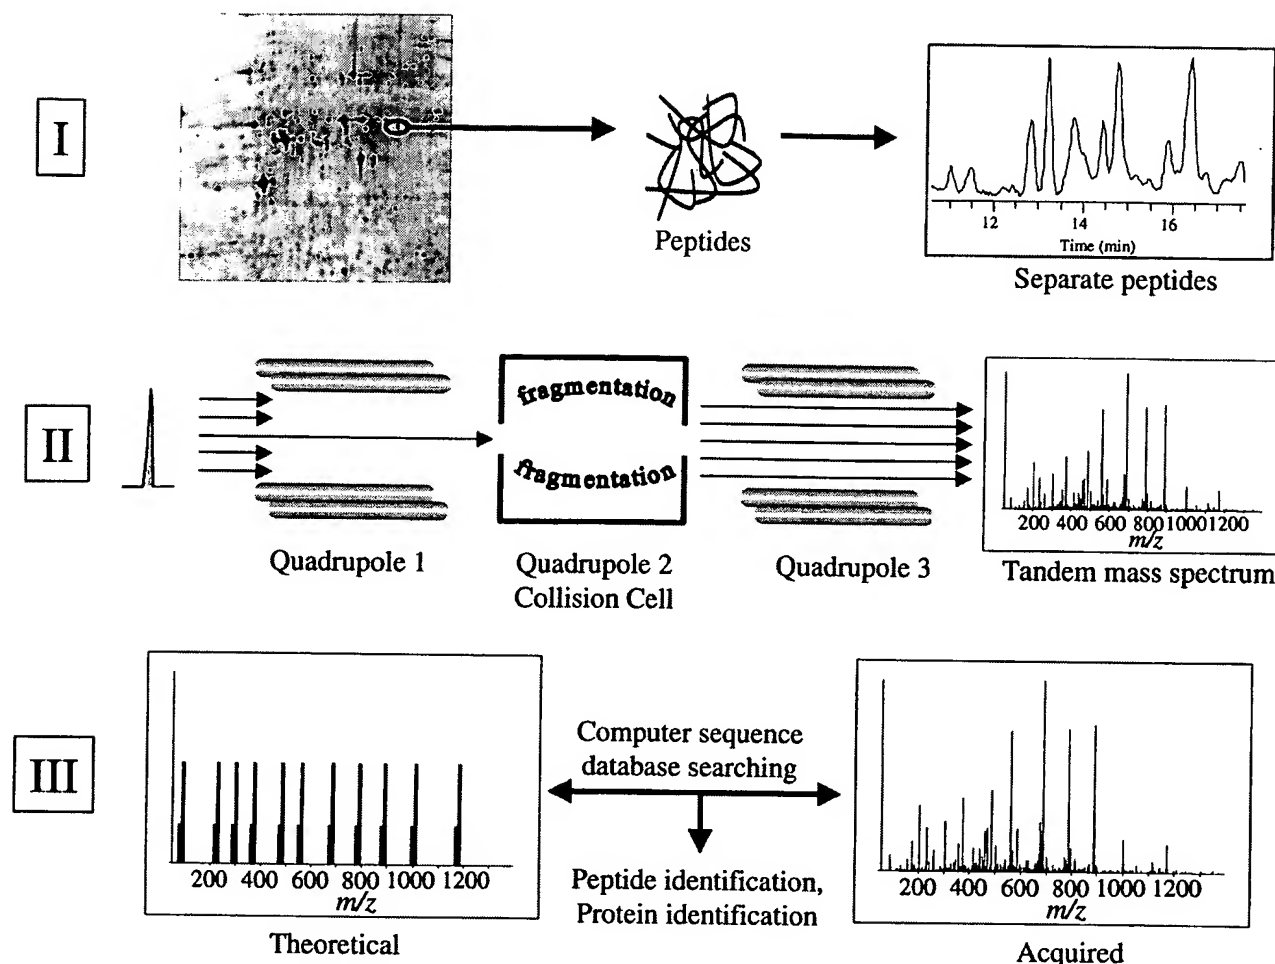 I
Peptides
12 14 16
Time (min)
Separate peptides
II
fragmentation
fragmentation
Quadrupole 1
Quadrupole 2
Collision Cell
Quadrupole 3
200 400 600 800 1000 1200
m/z
Tandem mass spectrum
III
200 400 600 800 1000 1200
m/z
Theoretical
Computer sequence
database searching
Peptide identification,
Protein identification
200 400 600 800 1000 1200
m/z
Acquired